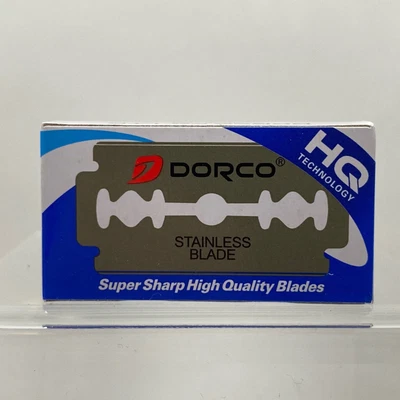 DORCO®
HQ
TECHNOLOGY
STAINLESS
BLADE
Super Sharp High Quality Blades